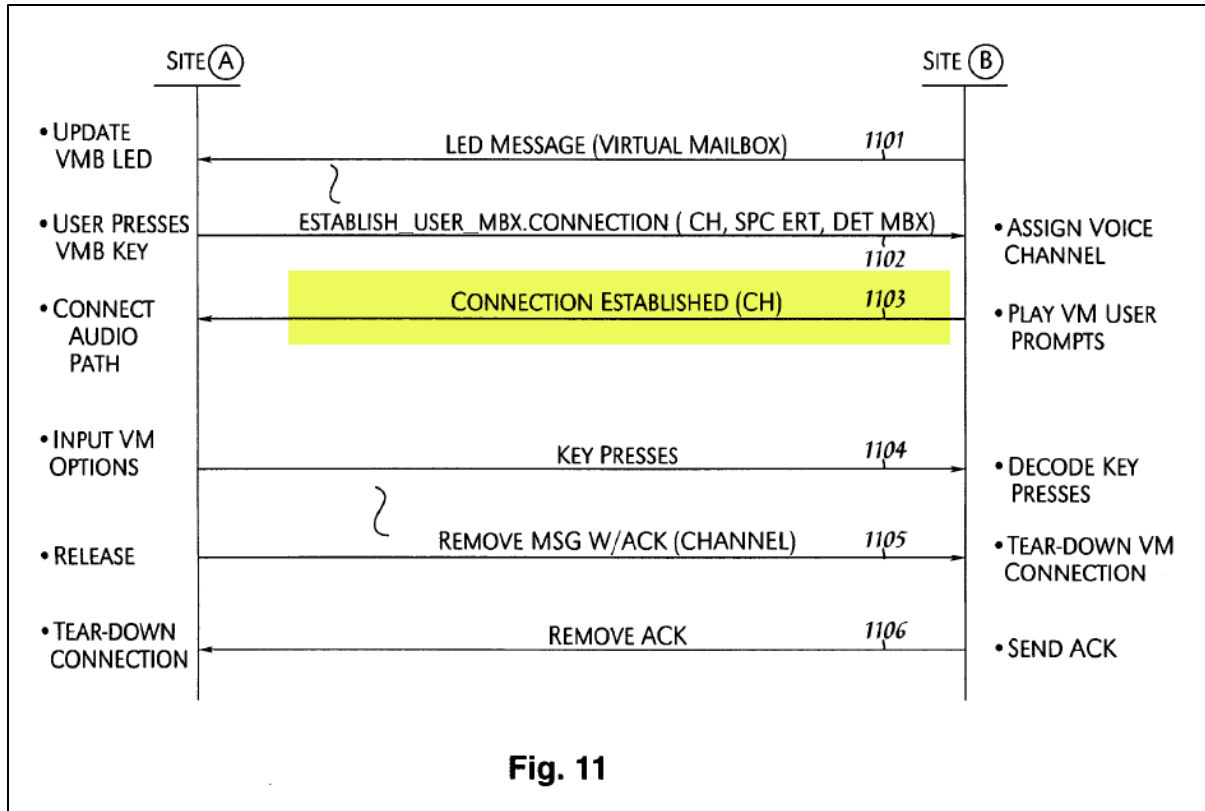 SITE A
SITE B
• UPDATE
VMB LED
LED MESSAGE (VIRTUAL MAILBOX)
1101
• USER PRESSES
VMB KEY
ESTABLISH_USER_MBX.CONNECTION ( CH, SPC ERT, DET MBX)
1102
• ASSIGN VOICE
CHANNEL
• CONNECT
AUDIO
PATH
CONNECTION ESTABLISHED (CH)
1103
• PLAY VM USER
PROMPTS
• INPUT VM
OPTIONS
KEY PRESSES
1104
• DECODE KEY
PRESSES
• RELEASE
REMOVE MSG W/ACK (CHANNEL)
1105
• TEAR-DOWN VM
CONNECTION
• TEAR-DOWN
CONNECTION
REMOVE ACK
1106
• SEND ACK
Fig. 11